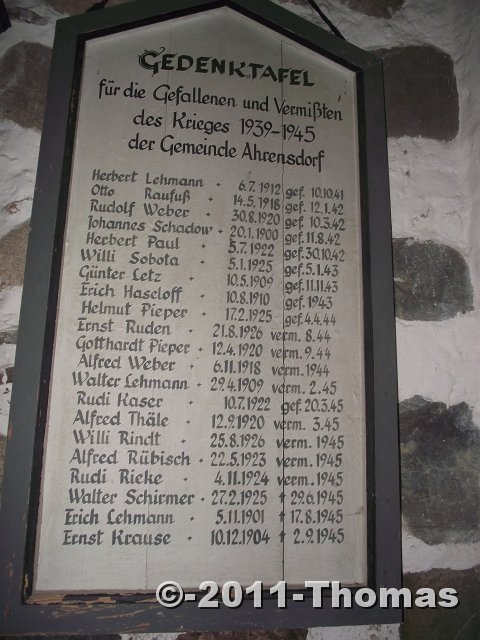 GEDENKTAFEL
für die Gefallenen und Vermißten
des Krieges 1939-1945
der Gemeinde Ahrensdorf
Herbert Lehmann * 6.7.1912 gef. 10.10.41
Otto Raufuß * 14.5.1918 gef. 12.1.42
Rudolf Weber * 30.8.1920 gef. 10.3.42
Johannes Schadow * 20.1.1900 gef. 11.8.42
Herbert Paul * 5.7.1922 gef. 30.10.42
Willi Sobota * 5.1.1925 gef. 5.1.43
Günter Letz * 10.5.1909 gef. 11.11.43
Erich Haseloff * 10.8.1910 gef. 1943
Helmut Pieper * 17.2.1925 gef. 4.4.44
Ernst Ruden * 21.8.1926 verm. 8.44
Gotthardt Pieper * 12.4.1920 verm. 9.44
Alfred Weber * 6.11.1918 verm. 1944
Walter Lehmann * 29.4.1909 verm. 2.45
Rudi Kaser * 10.7.1922 gef. 20.3.45
Alfred Thäle * 12.9.1920 verm. 3.45
Willi Rindt * 25.8.1926 verm. 1945
Alfred Rübisch * 22.5.1923 verm. 1945
Rudi Rieke * 4.11.1924 verm. 1945
Walter Schirmer * 27.2.1925 † 29.6.1945
Erich Lehmann * 5.11.1901 † 17.8.1945
Ernst Krause * 10.12.1904 † 2.9.1945
©-2011-Thomas